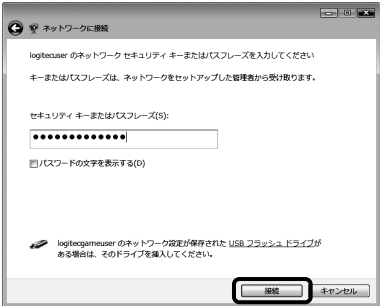 ネットワークに接続
logitecuser のネットワーク セキュリティ キーまたはパスフレーズを入力してください
キーまたはパスフレーズは、ネットワークをセットアップした管理者から受け取ります。
セキュリティ キーまたはパスフレーズ(S):
●●●●●●●●●●●●●
パスワードの文字を表示する(D)
logitecgameuser のネットワーク設定が保存された USB フラッシュ ドライブが
ある場合は、そのドライブを挿入してください。
接続
キャンセル